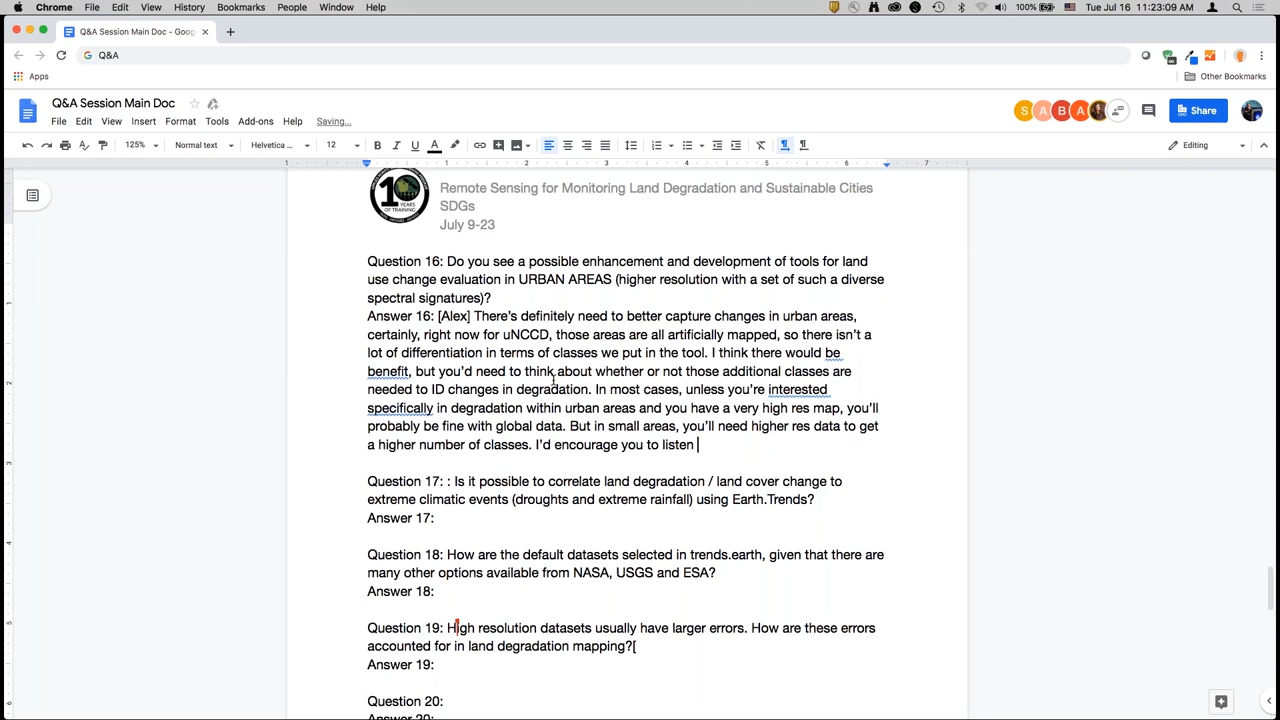 Chrome File Edit View History Bookmarks People Window Help 100% Tue Jul 16 11:23:09 AM
Q&A Session Main Doc - Goog
Q&A
Apps Other Bookmarks
Q&A Session Main Doc
S A B A Share
File Edit View Insert Format Tools Add-ons Help Saving...
125% Normal text Helvetica ... 12 B I U A Editing
1 1 2 3 4 5 6 7
10
YEARS
OF TRAINING
Remote Sensing for Monitoring Land Degradation and Sustainable Cities
SDGs
July 9-23
Question 16: Do you see a possible enhancement and development of tools for land
use change evaluation in URBAN AREAS (higher resolution with a set of such a diverse
spectral signatures)?
Answer 16: [Alex] There's definitely need to better capture changes in urban areas,
certainly, right now for uNCCD, those areas are all artificially mapped, so there isn't a
lot of differentiation in terms of classes we put in the tool. I think there would be
benefit, but you'd need to think about whether or not those additional classes are
needed to ID changes in degradation. In most cases, unless you're interested
specifically in degradation within urban areas and you have a very high res map, you'll
probably be fine with global data. But in small areas, you'll need higher res data to get
a higher number of classes. I'd encourage you to listen
Question 17: : Is it possible to correlate land degradation / land cover change to
extreme climatic events (droughts and extreme rainfall) using Earth.Trends?
Answer 17:
Question 18: How are the default datasets selected in trends.earth, given that there are
many other options available from NASA, USGS and ESA?
Answer 18:
Question 19: High resolution datasets usually have larger errors. How are these errors
accounted for in land degradation mapping?[
Answer 19:
Question 20:
Answer 20: